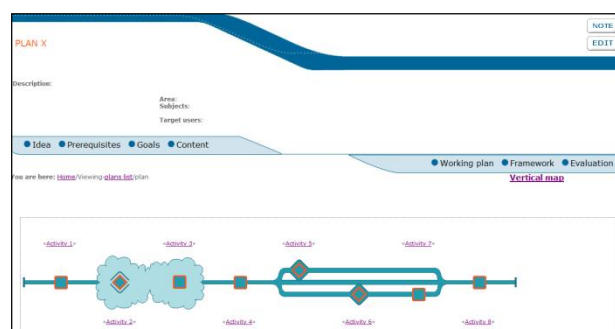 NOTE
PLAN X
EDIT
Description:
Area:
Subjects:
Target users:
Idea Prerequisites Goals Content
Working plan Framework Evaluation
You are here: Home/Viewing plans list/plan
Vertical map
<Activity 1> <Activity 3> <Activity 5> <Activity 7>
<Activity 2> <Activity 4> <Activity 6> <Activity 8>